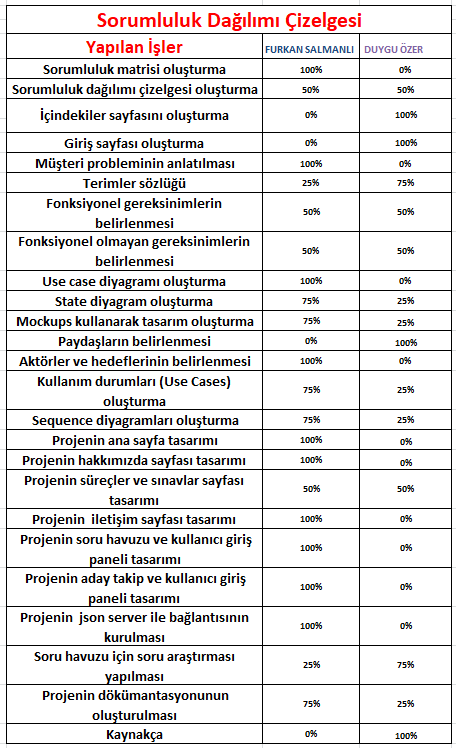 Sorumluluk Dağılımı Çizelgesi
Yapılan İşler FURKAN SALMANLI DUYGU ÖZER
Sorumluluk matrisi oluşturma 100% 0%
Sorumluluk dağılımı çizelgesi oluşturma 50% 50%
İçindekiler sayfasını oluşturma 0% 100%
Giriş sayfası oluşturma 0% 100%
Müşteri probleminin anlatılması 100% 0%
Terimler sözlüğü 25% 75%
Fonksiyonel gereksinimlerin
belirlenmesi 50% 50%
Fonksiyonel olmayan gereksinimlerin
belirlenmesi 50% 50%
Use case diyagramı oluşturma 100% 0%
State diyagram oluşturma 75% 25%
Mockups kullanarak tasarım oluşturma 75% 25%
Paydaşların belirlenmesi 0% 100%
Aktörler ve hedeflerinin belirlenmesi 100% 0%
Kullanım durumları (Use Cases)
oluşturma 75% 25%
Sequence diyagramları oluşturma 75% 25%
Projenin ana sayfa tasarımı 100% 0%
Projenin hakkımızda sayfası tasarımı 100% 0%
Projenin süreçler ve sınavlar sayfası
tasarımı 50% 50%
Projenin iletişim sayfası tasarımı 100% 0%
Projenin soru havuzu ve kullanıcı giriş
paneli tasarımı 100% 0%
Projenin aday takip ve kullanıcı giriş
paneli tasarımı 100% 0%
Projenin json server ile bağlantısının
kurulması 100% 0%
Soru havuzu için soru araştırması
yapılması 25% 75%
Projenin dökümantasyonunun
oluşturulması 75% 25%
Kaynakça 0% 100%